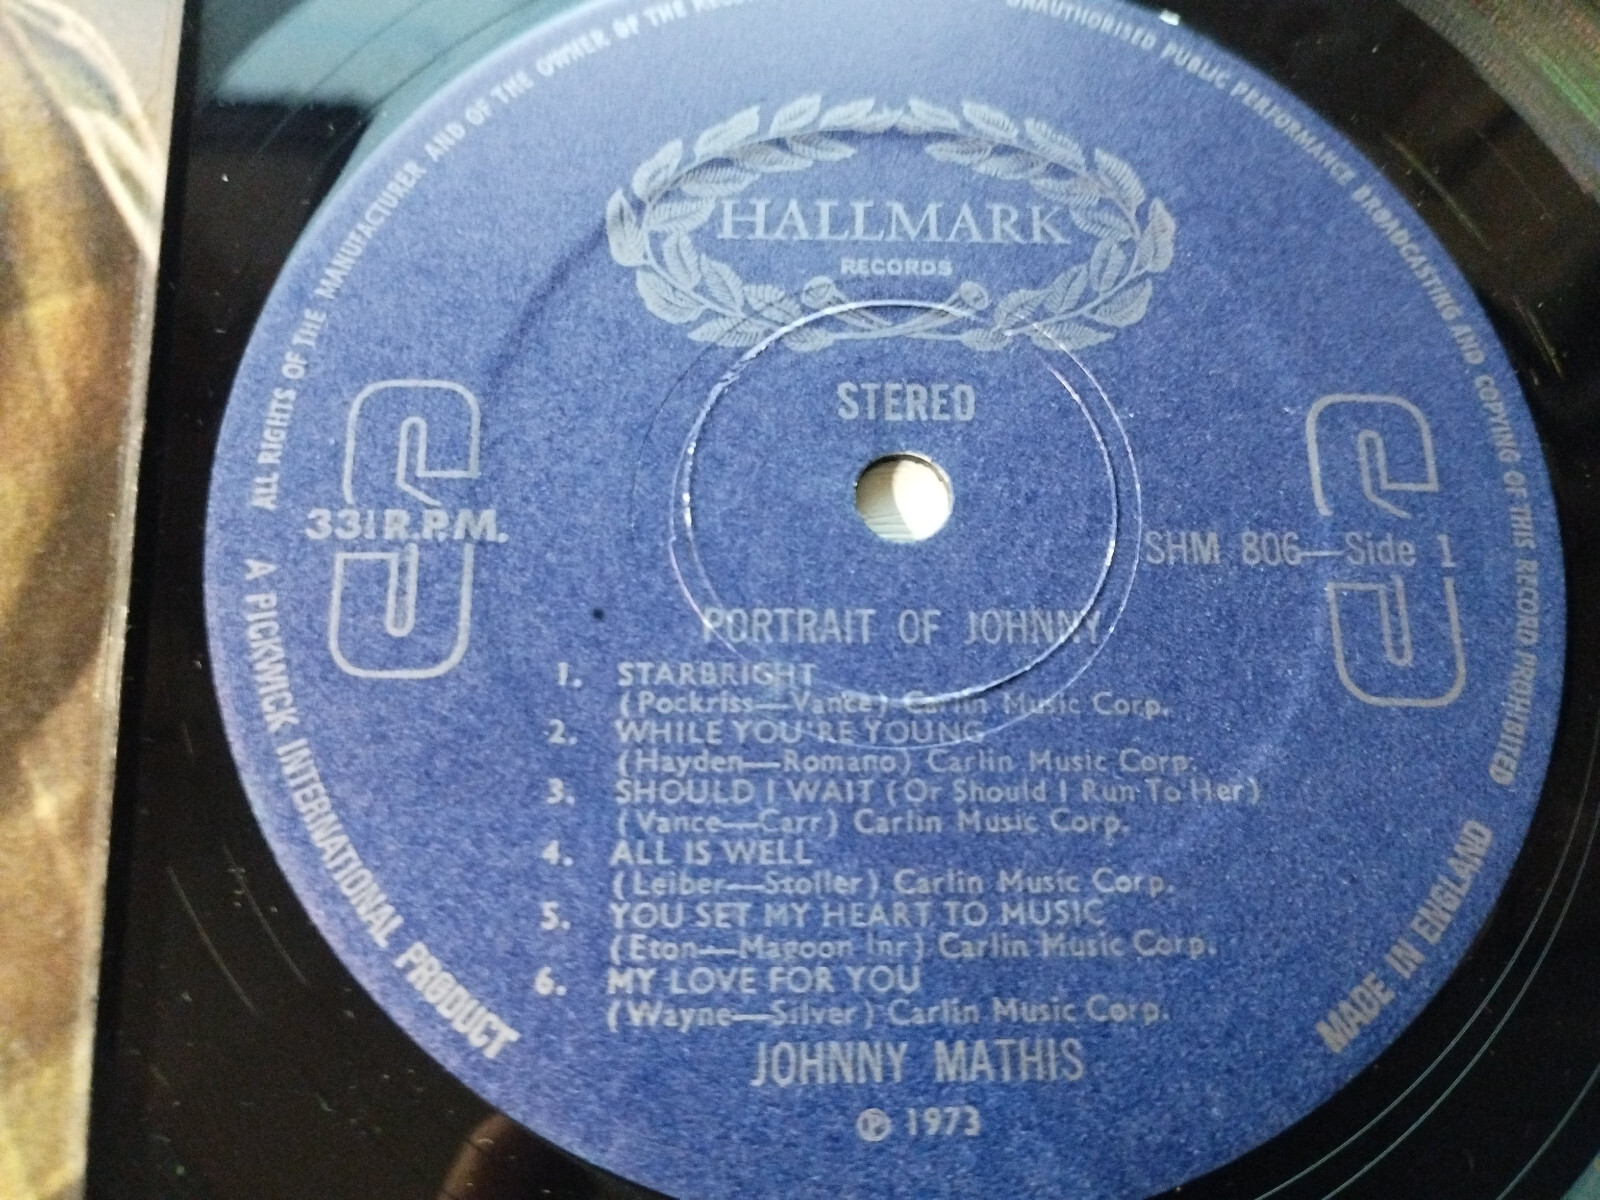 ALL RIGHTS OF THE MANUFACTURER AND OF THE OWNER OF THE
UNAUTHORISED PUBLIC PERFORMANCE BROADCASTING AND COPYING OF THIS RECORD PROHIBITED
HALLMARK
RECORDS
STEREO
33⅓ R.P.M.
SHM 806—Side 1
PORTRAIT OF JOHNNY
1. STARBRIGHT
(Pockriss—Vance) Carlin Music Corp.
2. WHILE YOU'RE YOUNG
(Hayden—Romano) Carlin Music Corp.
3. SHOULD I WAIT (Or Should I Run To Her)
(Vance—Carr) Carlin Music Corp.
4. ALL IS WELL
(Leiber—Stoller) Carlin Music Corp.
5. YOU SET MY HEART TO MUSIC
(Eton—Magoon Jnr) Carlin Music Corp.
6. MY LOVE FOR YOU
(Wayne—Silver) Carlin Music Corp.
JOHNNY MATHIS
℗ 1973
A PICKWICK INTERNATIONAL PRODUCT
MADE IN ENGLAND